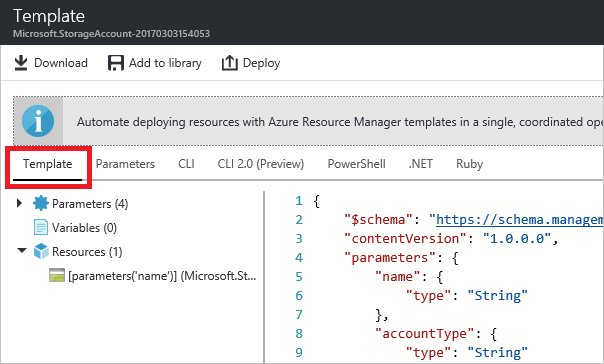 Template
Microsoft.StorageAccount-20170303154053
Download Add to library Deploy
Automate deploying resources with Azure Resource Manager templates in a single, coordinated ope
Template Parameters CLI CLI 2.0 (Preview) PowerShell .NET Ruby
Parameters (4)
Variables (0)
Resources (1)
[parameters('name')] (Microsoft.St...
1 {
2 "$schema": "https://schema.managem
3 "contentVersion": "1.0.0.0",
4 "parameters": {
5 "name": {
6 "type": "String"
7 },
8 "accountType": {
9 "type": "String"